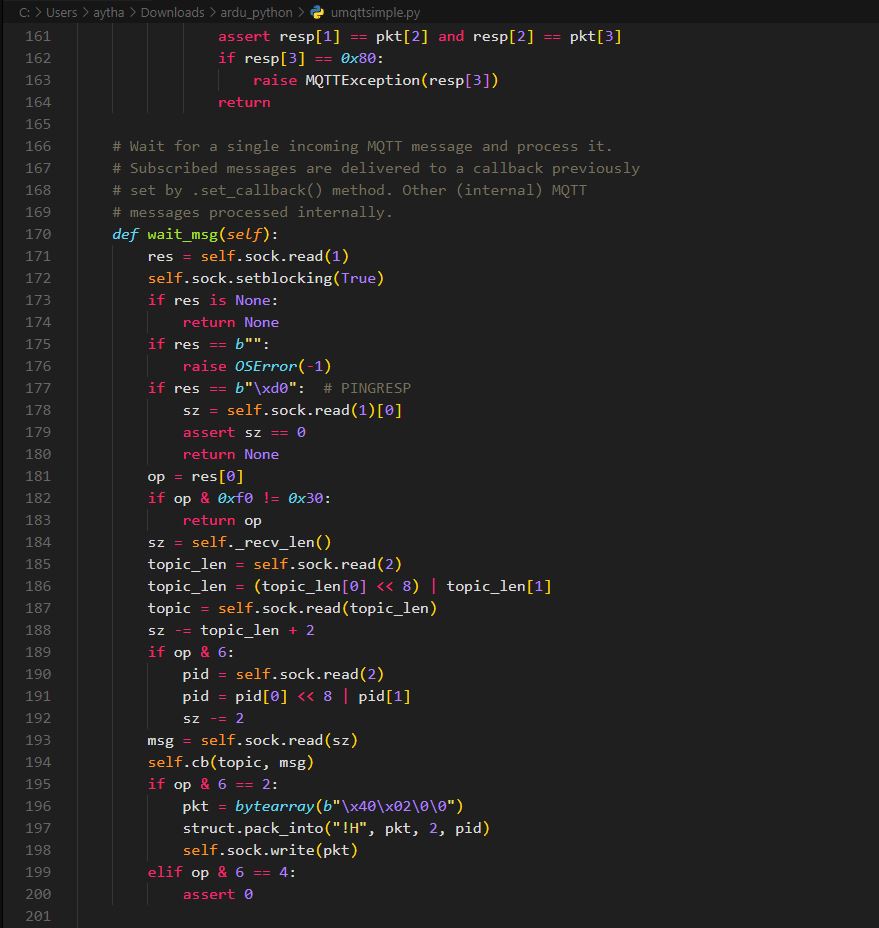 C: > Users > aytha > Downloads > ardu_python > umqttsimple.py
161                 assert resp[1] == pkt[2] and resp[2] == pkt[3]
162                 if resp[3] == 0x80:
163                     raise MQTTException(resp[3])
164                 return
165
166     # Wait for a single incoming MQTT message and process it.
167     # Subscribed messages are delivered to a callback previously
168     # set by .set_callback() method. Other (internal) MQTT
169     # messages processed internally.
170     def wait_msg(self):
171         res = self.sock.read(1)
172         self.sock.setblocking(True)
173         if res is None:
174             return None
175         if res == b"":
176             raise OSError(-1)
177         if res == b"\xd0":  # PINGRESP
178             sz = self.sock.read(1)[0]
179             assert sz == 0
180             return None
181         op = res[0]
182         if op & 0xf0 != 0x30:
183             return op
184         sz = self._recv_len()
185         topic_len = self.sock.read(2)
186         topic_len = (topic_len[0] << 8) | topic_len[1]
187         topic = self.sock.read(topic_len)
188         sz -= topic_len + 2
189         if op & 6:
190             pid = self.sock.read(2)
191             pid = pid[0] << 8 | pid[1]
192             sz -= 2
193         msg = self.sock.read(sz)
194         self.cb(topic, msg)
195         if op & 6 == 2:
196             pkt = bytearray(b"\x40\x02\0\0")
197             struct.pack_into("!H", pkt, 2, pid)
198             self.sock.write(pkt)
199         elif op & 6 == 4:
200             assert 0
201